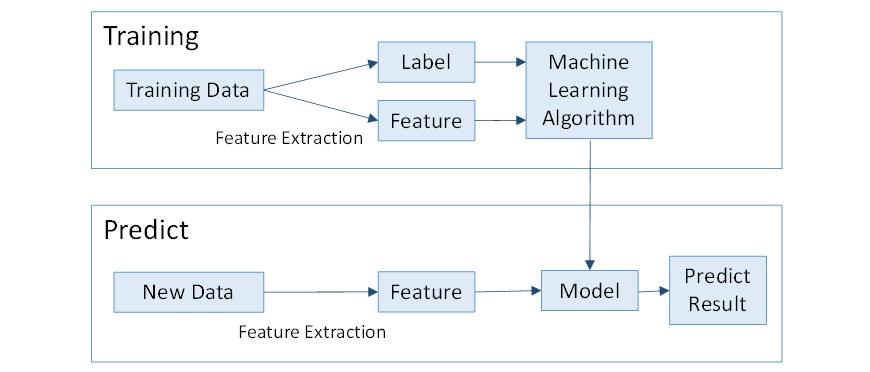 Training
Training Data
Label
Feature
Feature Extraction
Machine
Learning
Algorithm
Predict
New Data
Feature
Feature Extraction
Model
Predict
Result